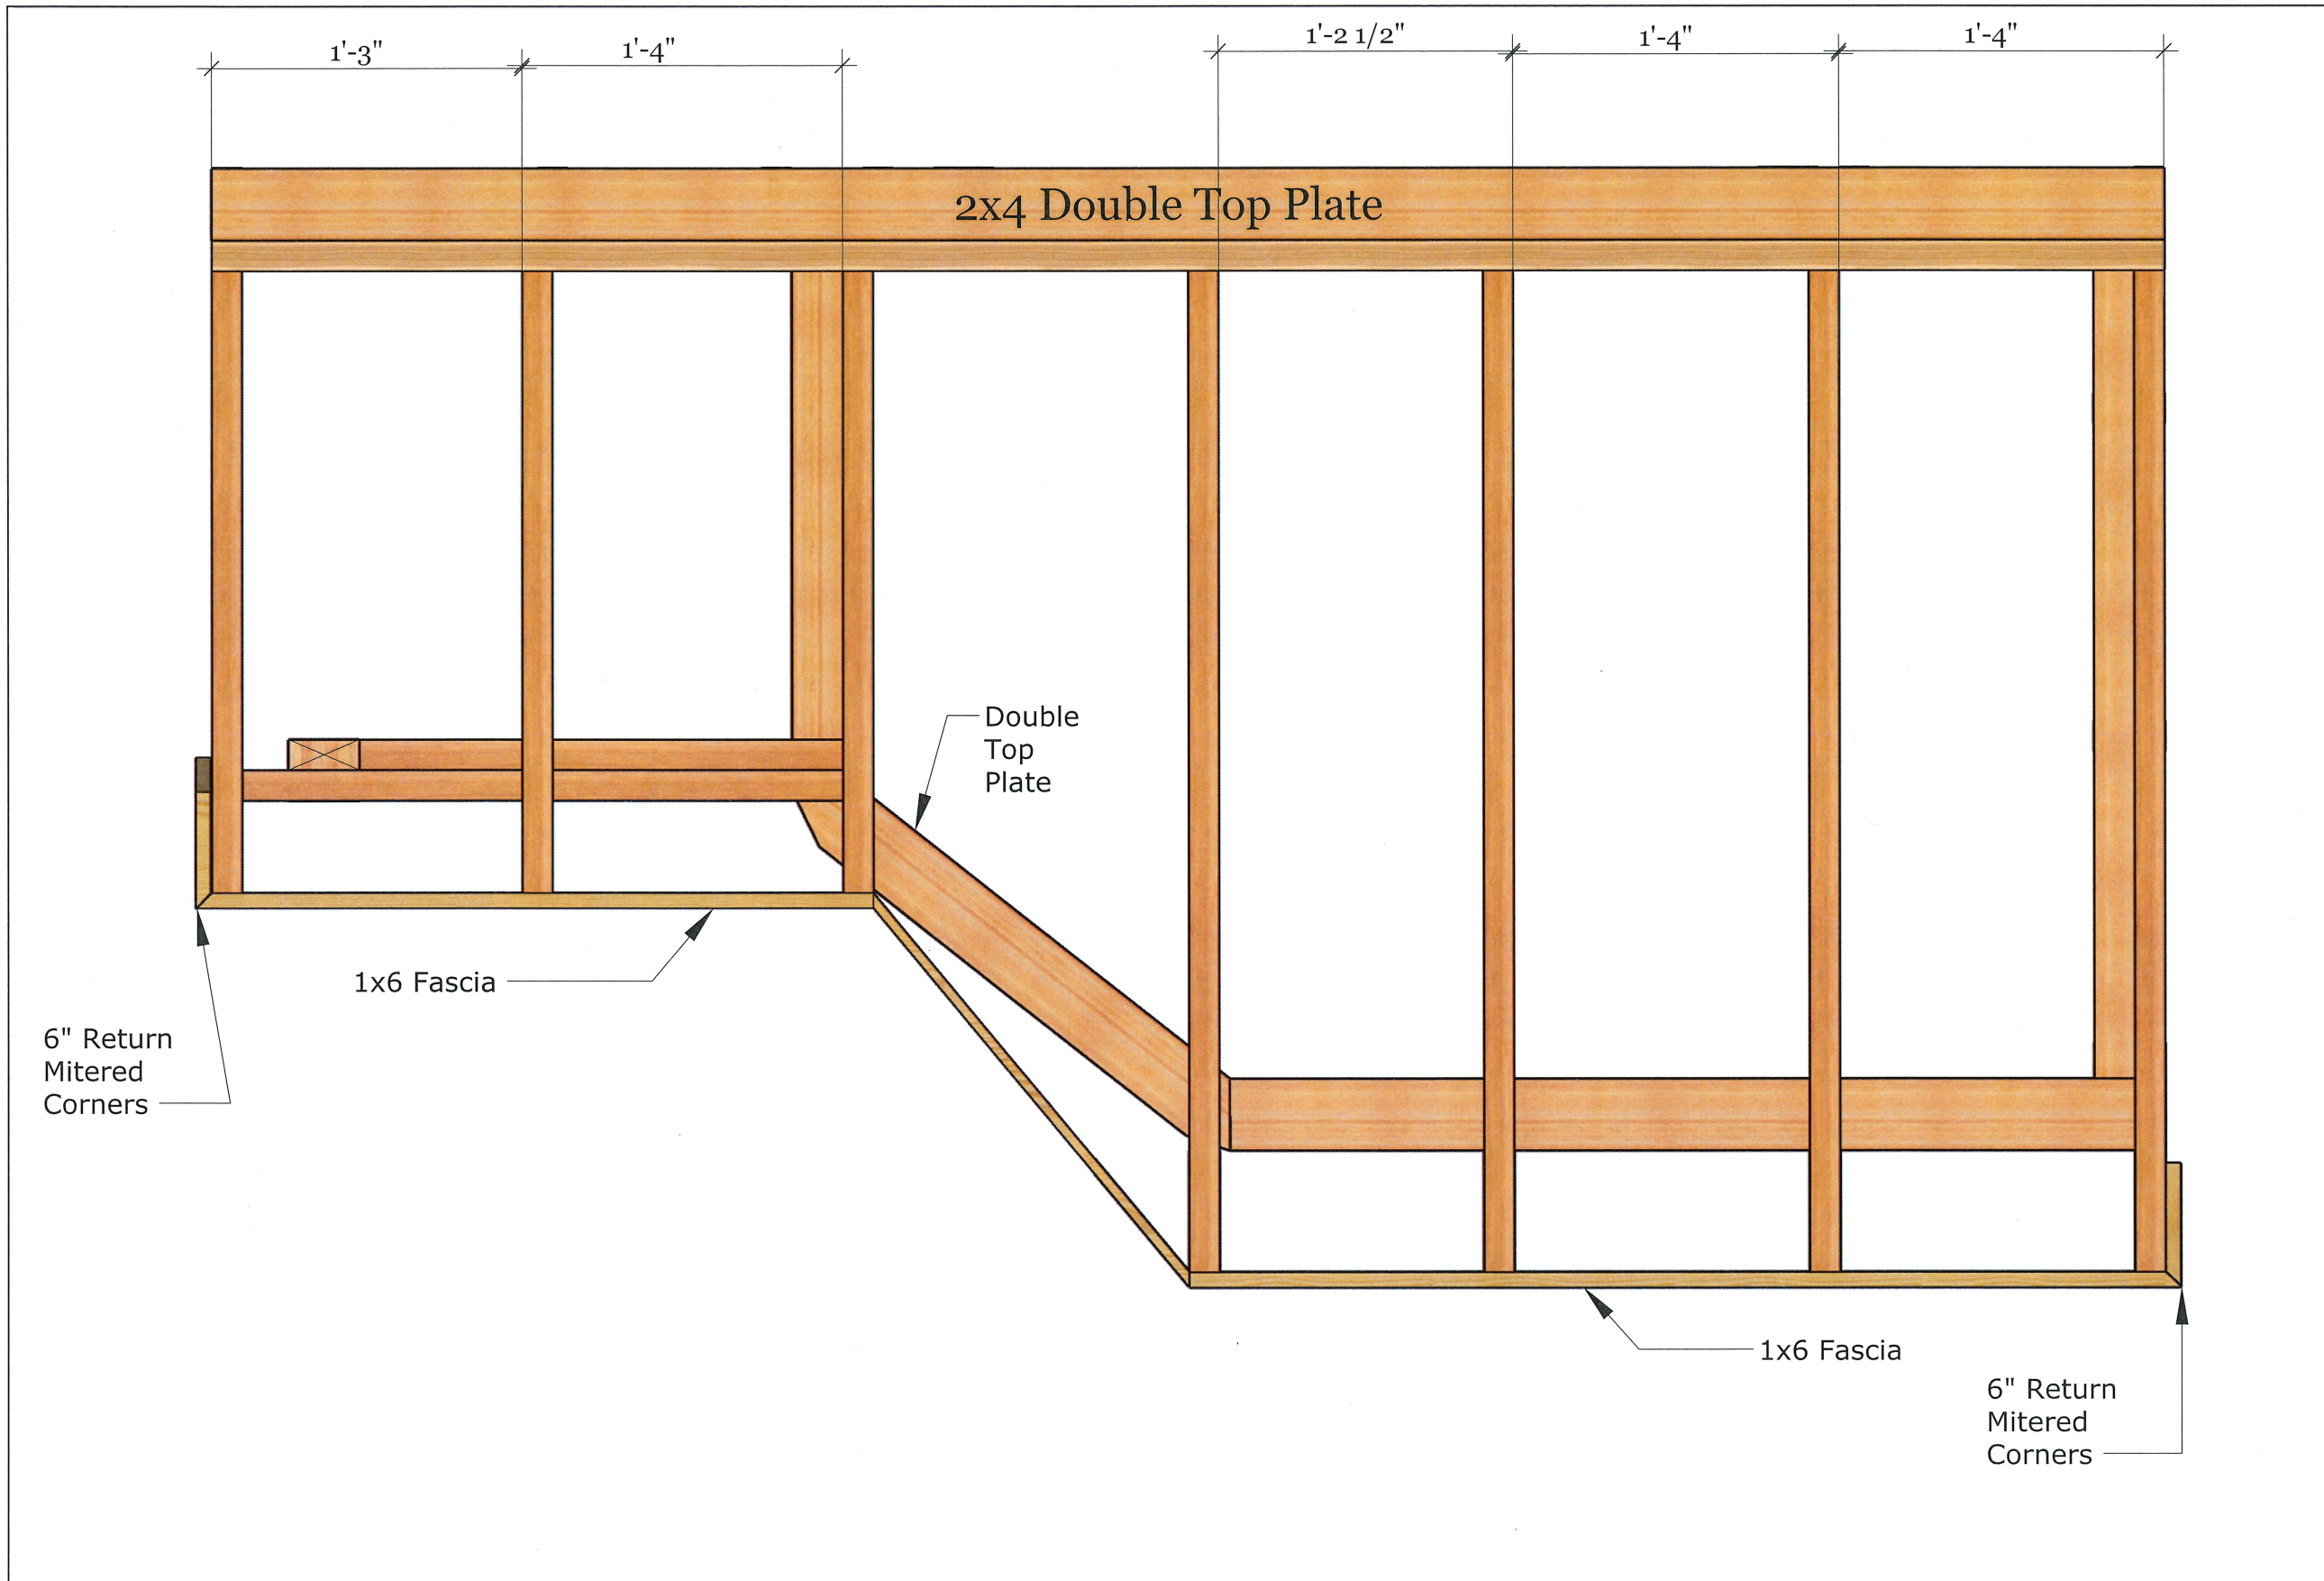 1'-3"
1'-4"
1'-2 1/2"
1'-4"
1'-4"
2x4 Double Top Plate
Double
Top
Plate
1x6 Fascia
6" Return
Mitered
Corners
1x6 Fascia
6" Return
Mitered
Corners